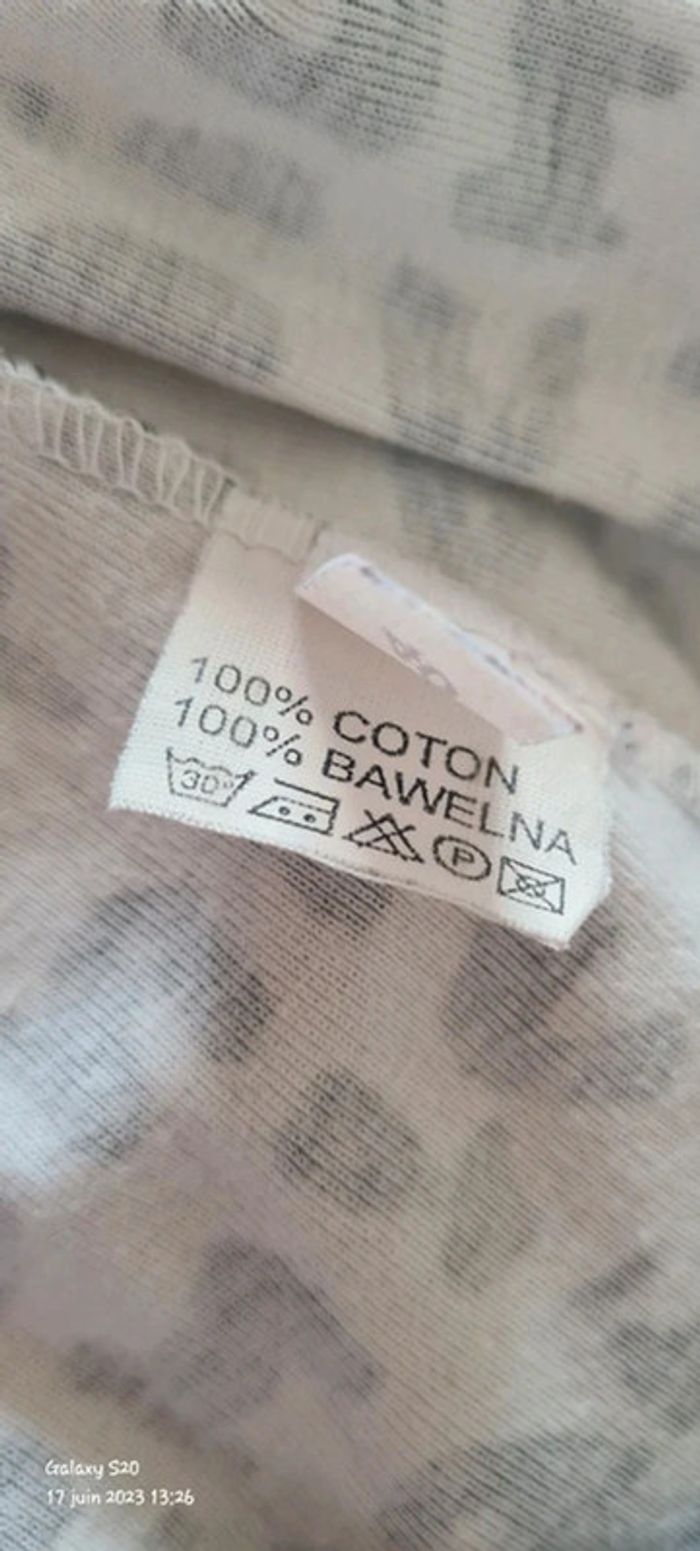 100% COTON
100% BAWELNA
30°
P
Galaxy S20
17 juin 2023 13:26